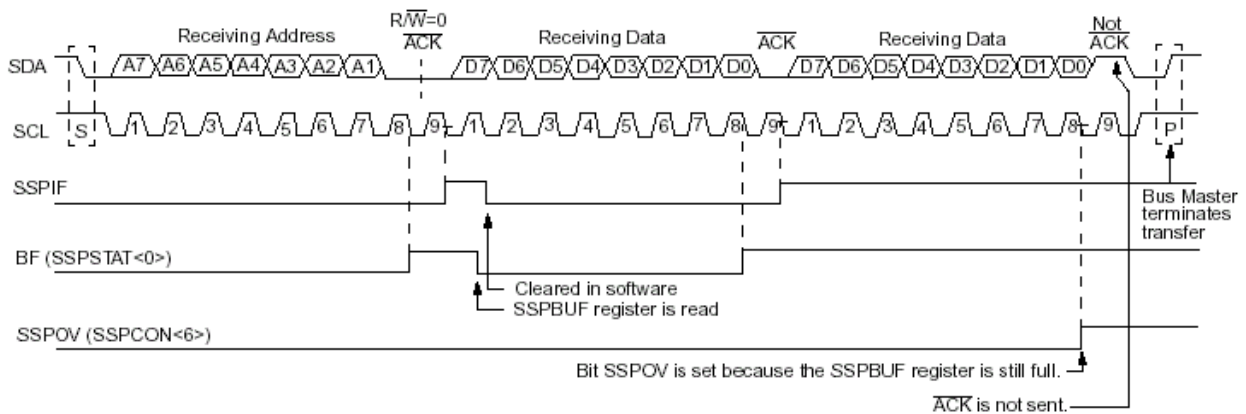 R/W=0
Receiving Address ACK Receiving Data ACK Receiving Data Not ACK
SDA A7 A6 A5 A4 A3 A2 A1 D7 D6 D5 D4 D3 D2 D1 D0 D7 D6 D5 D4 D3 D2 D1 D0
SCL S 1 2 3 4 5 6 7 8 9 1 2 3 4 5 6 7 8 9 1 2 3 4 5 6 7 8 9 P
SSPIF
Bus Master
terminates
transfer
BF (SSPSTAT<0>)
Cleared in software
SSPBUF register is read
SSPOV (SSPCON<6>)
Bit SSPOV is set because the SSPBUF register is still full.
ACK is not sent.